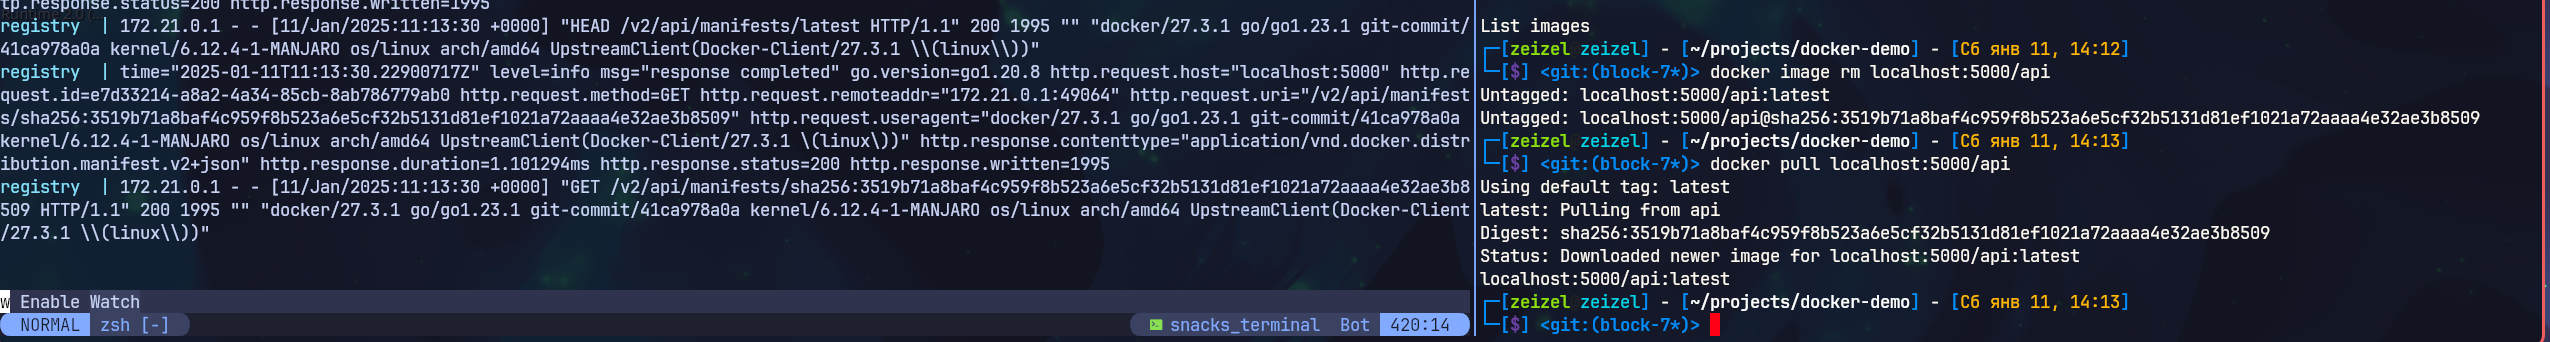 tp.response.status=200 http.response.written=1995
registry  | 172.21.0.1 - - [11/Jan/2025:11:13:30 +0000] "HEAD /v2/api/manifests/latest HTTP/1.1" 200 1995 "" "docker/27.3.1 go/go1.23.1 git-commit/
41ca978a0a kernel/6.12.4-1-MANJARO os/linux arch/amd64 UpstreamClient(Docker-Client/27.3.1 \\(linux\\))"
registry  | time="2025-01-11T11:13:30.229007172" level=info msg="response completed" go.version=go1.20.8 http.request.host="localhost:5000" http.re
quest.id=e7d33214-a8a2-4a34-85cb-8ab786779ab0 http.request.method=GET http.request.remoteaddr="172.21.0.1:49064" http.request.uri="/v2/api/manifest
s/sha256:3519b71a8baf4c959f8b523a6e5cf32b5131d81ef1021a72aaaa4e32ae3b8509" http.request.useragent="docker/27.3.1 go/go1.23.1 git-commit/41ca978a0a
kernel/6.12.4-1-MANJARO os/linux arch/amd64 UpstreamClient(Docker-Client/27.3.1 \(linux\))" http.response.contenttype="application/vnd.docker.distr
ibution.manifest.v2+json" http.response.duration=1.101294ms http.response.status=200 http.response.written=1995
registry  | 172.21.0.1 - - [11/Jan/2025:11:13:30 +0000] "GET /v2/api/manifests/sha256:3519b71a8baf4c959f8b523a6e5cf32b5131d81ef1021a72aaaa4e32ae3b8
509 HTTP/1.1" 200 1995 "" "docker/27.3.1 go/go1.23.1 git-commit/41ca978a0a kernel/6.12.4-1-MANJARO os/linux arch/amd64 UpstreamClient(Docker-Client
/27.3.1 \\(linux\\))"
w Enable Watch
NORMAL zsh [-] snacks_terminal Bot 420:14
List images
[zeizel zeizel] - [~/projects/docker-demo] - [Сб янв 11, 14:12]
[$] <git:(block-7*)> docker image rm localhost:5000/api
Untagged: localhost:5000/api:latest
Untagged: localhost:5000/api@sha256:3519b71a8baf4c959f8b523a6e5cf32b5131d81ef1021a72aaaa4e32ae3b8509
[zeizel zeizel] - [~/projects/docker-demo] - [Сб янв 11, 14:13]
[$] <git:(block-7*)> docker pull localhost:5000/api
Using default tag: latest
latest: Pulling from api
Digest: sha256:3519b71a8baf4c959f8b523a6e5cf32b5131d81ef1021a72aaaa4e32ae3b8509
Status: Downloaded newer image for localhost:5000/api:latest
localhost:5000/api:latest
[zeizel zeizel] - [~/projects/docker-demo] - [Сб янв 11, 14:13]
[$] <git:(block-7*)>